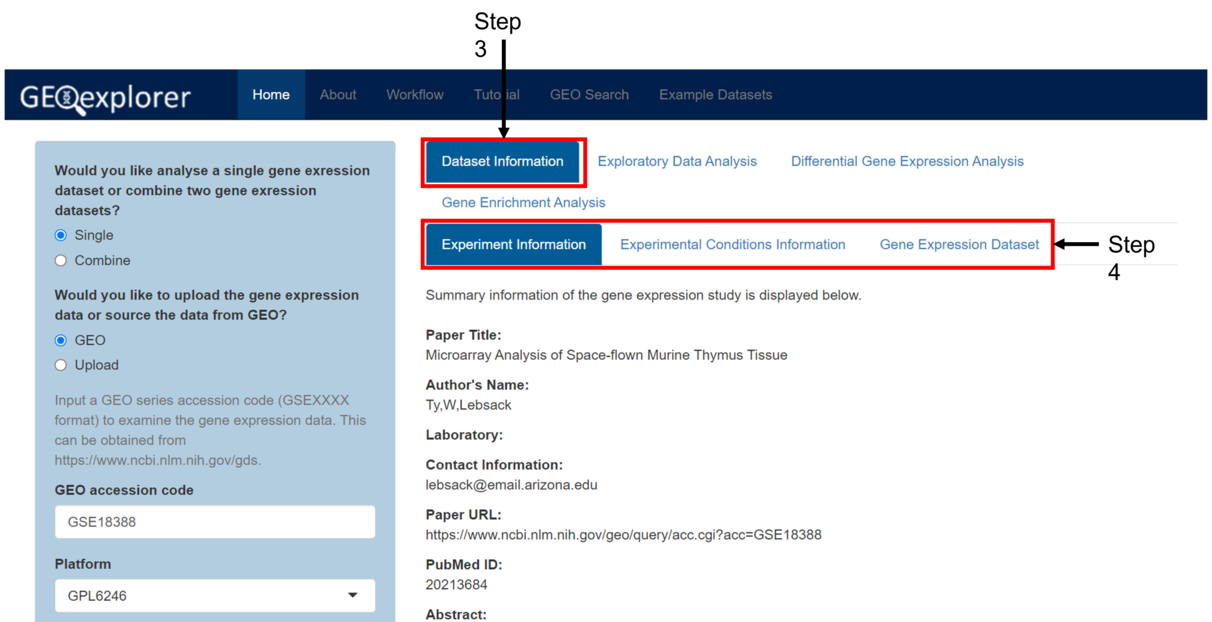 Step
3
GEOexplorer
Home About Workflow Tutorial GEO Search Example Datasets
Would you like analyse a single gene exression
dataset or combine two gene exression
datasets?
Single
Combine
Would you like to upload the gene expression
data or source the data from GEO?
GEO
Upload
Input a GEO series accession code (GSEXXXX
format) to examine the gene expression data. This
can be obtained from
https://www.ncbi.nlm.nih.gov/gds.
GEO accession code
GSE18388
Platform
GPL6246
Dataset Information Exploratory Data Analysis Differential Gene Expression Analysis
Gene Enrichment Analysis
Experiment Information Experimental Conditions Information Gene Expression Dataset
Step
4
Summary information of the gene expression study is displayed below.
Paper Title:
Microarray Analysis of Space-flown Murine Thymus Tissue
Author's Name:
Ty,W,Lebsack
Laboratory:
Contact Information:
lebsack@email.arizona.edu
Paper URL:
https://www.ncbi.nlm.nih.gov/geo/query/acc.cgi?acc=GSE18388
PubMed ID:
20213684
Abstract: